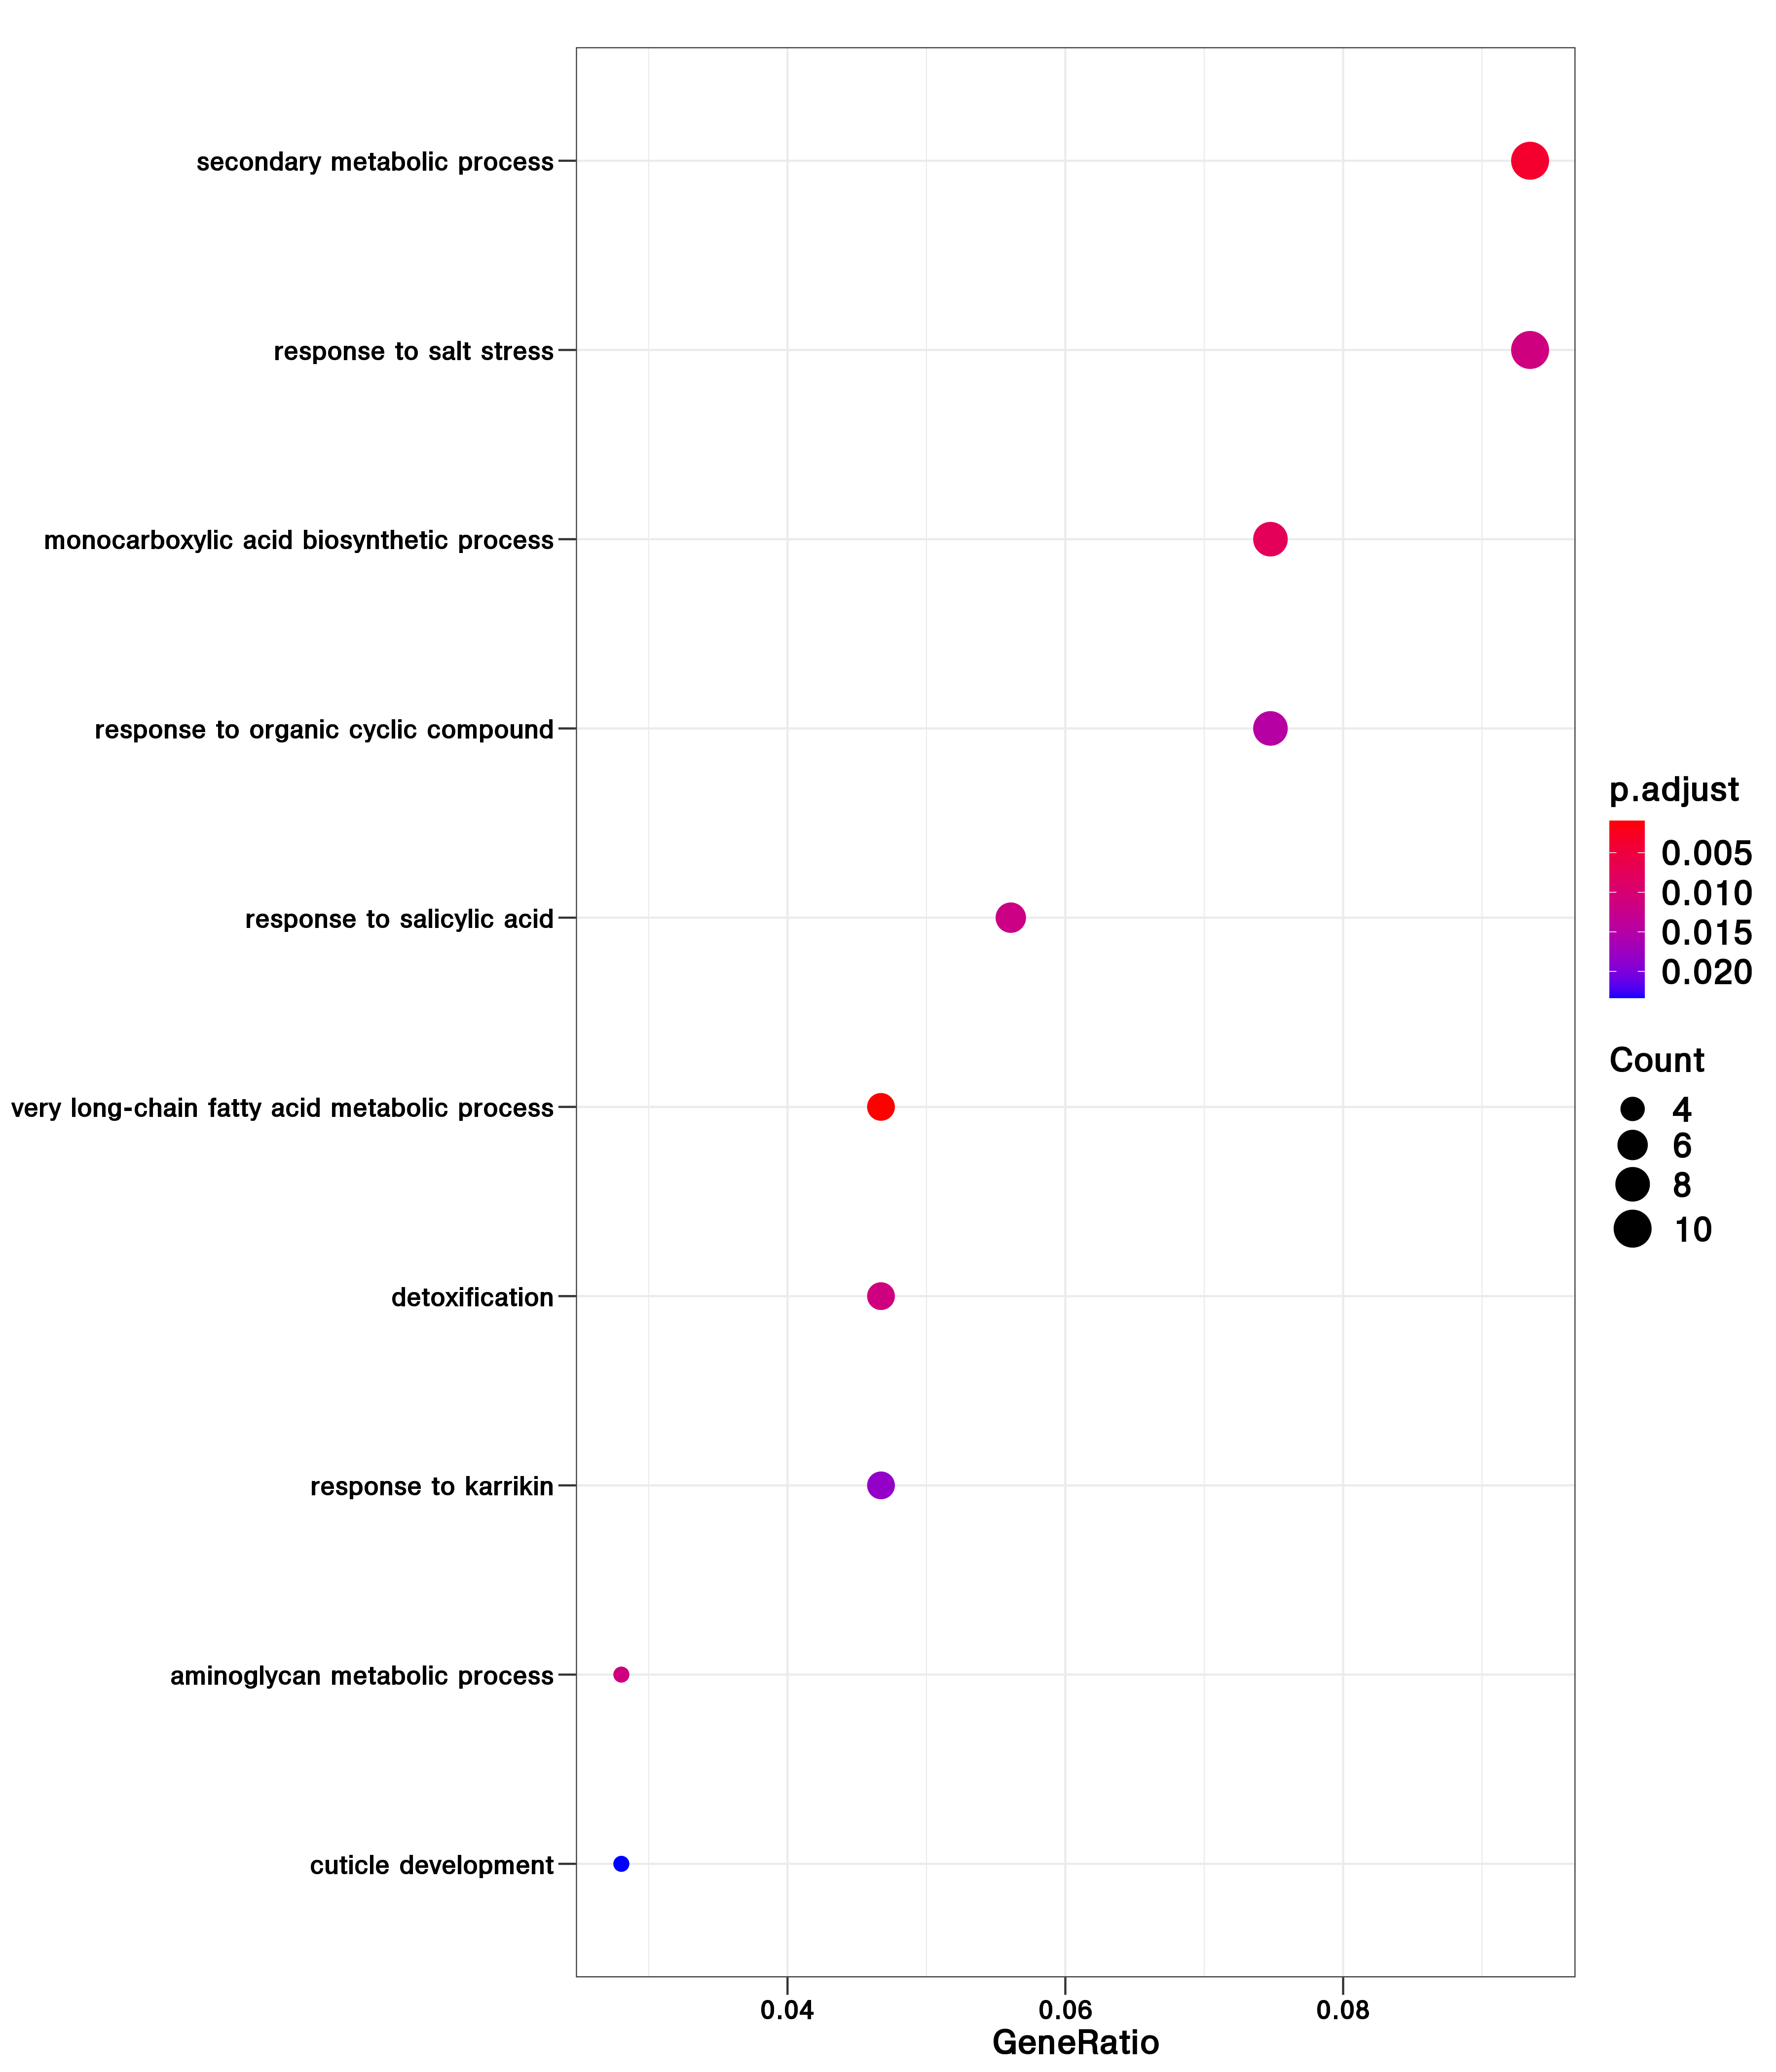 secondary metabolic process
response to salt stress
monocarboxylic acid biosynthetic process
response to organic cyclic compound
response to salicylic acid
very long-chain fatty acid metabolic process
detoxification
response to karrikin
aminoglycan metabolic process
cuticle development
0.04 0.06 0.08
GeneRatio
p.adjust
0.005
0.010
0.015
0.020
Count
4
6
8
10